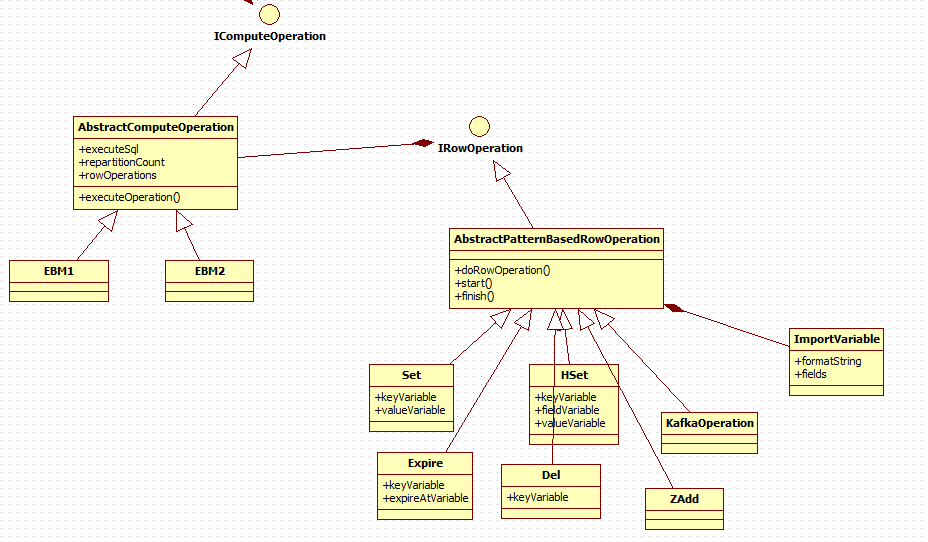 IComputeOperation
AbstractComputeOperation
+executeSql
+repartitionCount
+rowOperations
+executeOperation()
IRowOperation
EBM1
EBM2
AbstractPatternBasedRowOperation
+doRowOperation()
+start()
+finish()
ImportVariable
+formatString
+fields
Set
+keyVariable
+valueVariable
HSet
+keyVariable
+fieldVariable
+valueVariable
KafkaOperation
Expire
+keyVariable
+expireAtVariable
Del
+keyVariable
ZAdd